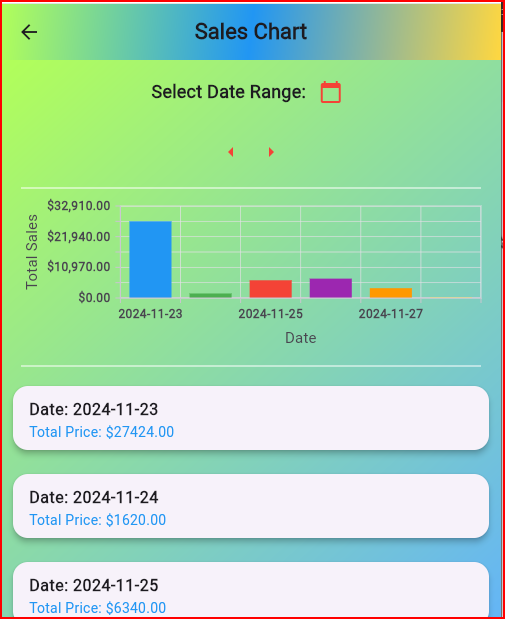 Sales Chart
Select Date Range:
Total Sales
$32,910.00
$21,940.00
$10,970.00
$0.00
2024-11-23 2024-11-25 2024-11-27
Date
Date: 2024-11-23
Total Price: $27424.00
Date: 2024-11-24
Total Price: $1620.00
Date: 2024-11-25
Total Price: $6340.00